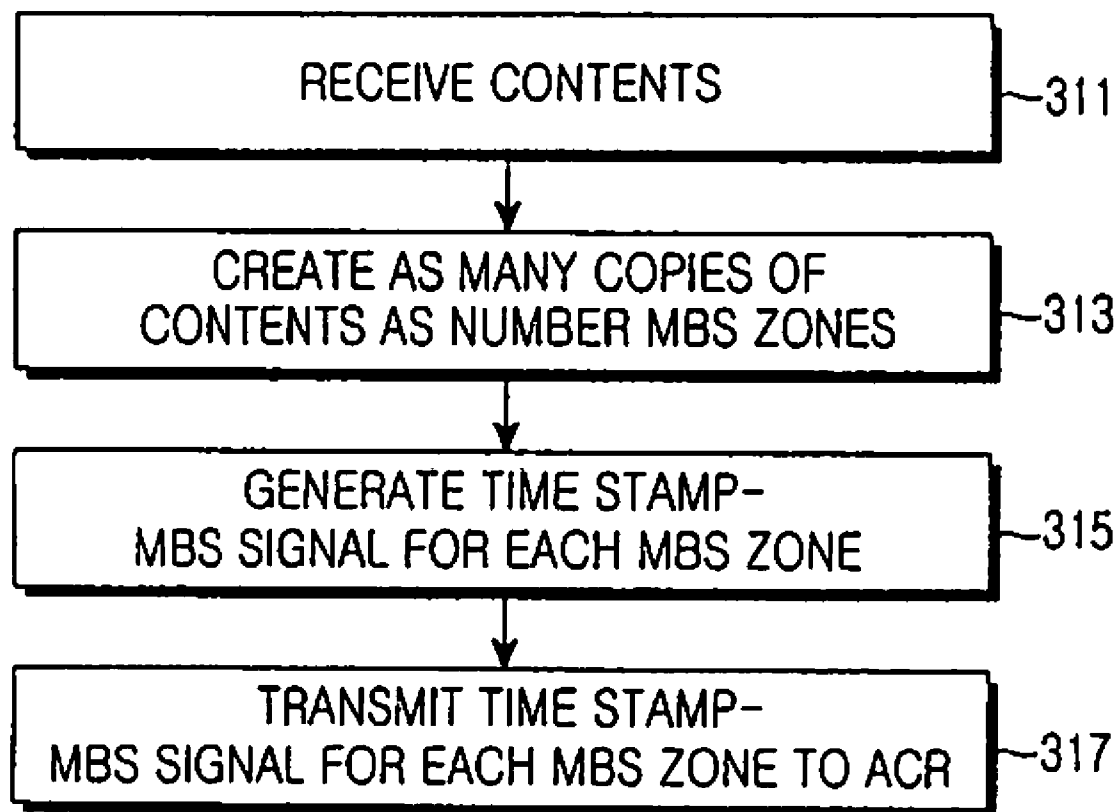 RECEIVE CONTENTS
311
CREATE AS MANY COPIES OF
CONTENTS AS NUMBER MBS ZONES
313
GENERATE TIME STAMP-
MBS SIGNAL FOR EACH MBS ZONE
315
TRANSMIT TIME STAMP-
MBS SIGNAL FOR EACH MBS ZONE TO ACR
317